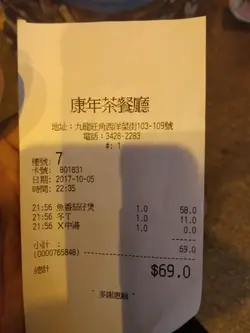 康年茶餐廳
地址：九龍旺角西洋菜街103-109號
電話：3428-2283
#: 1
檯號: 7
卡號: 801831
日期: 2017-10-05
時間: 22:35
21:56 魚香茄仔煲 1.0 58.0
21:56 冬丁 1.0 11.0
21:56 X中湯 1.0
小計： 69.0
(0000765848)
總計 $69.0
多謝惠顧